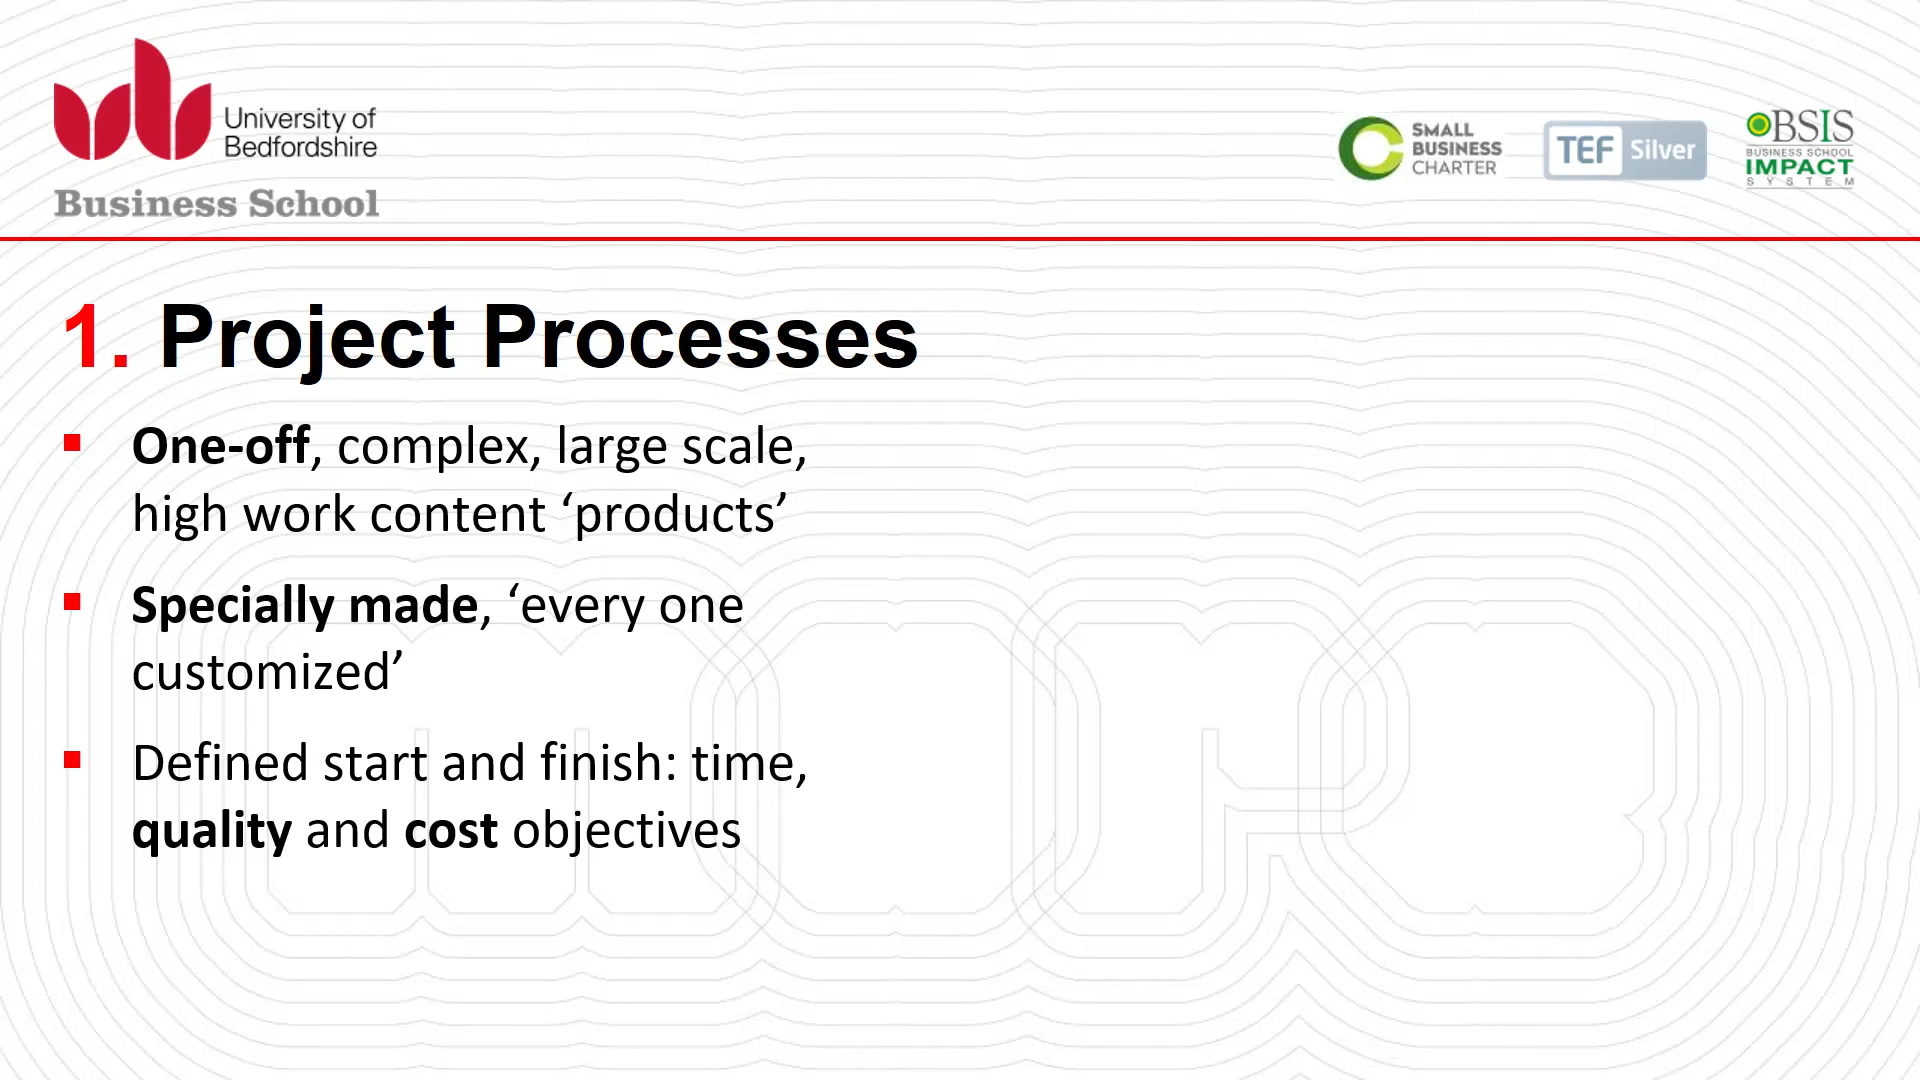 University of
Bedfordshire
Business School
SMALL
BUSINESS
CHARTER
TEF Silver
BSIS
BUSINESS SCHOOL
IMPACT
SYSTEM
1. Project Processes
▪ One-off, complex, large scale,
high work content ‘products’
▪ Specially made, ‘every one
customized’
▪ Defined start and finish: time,
quality and cost objectives